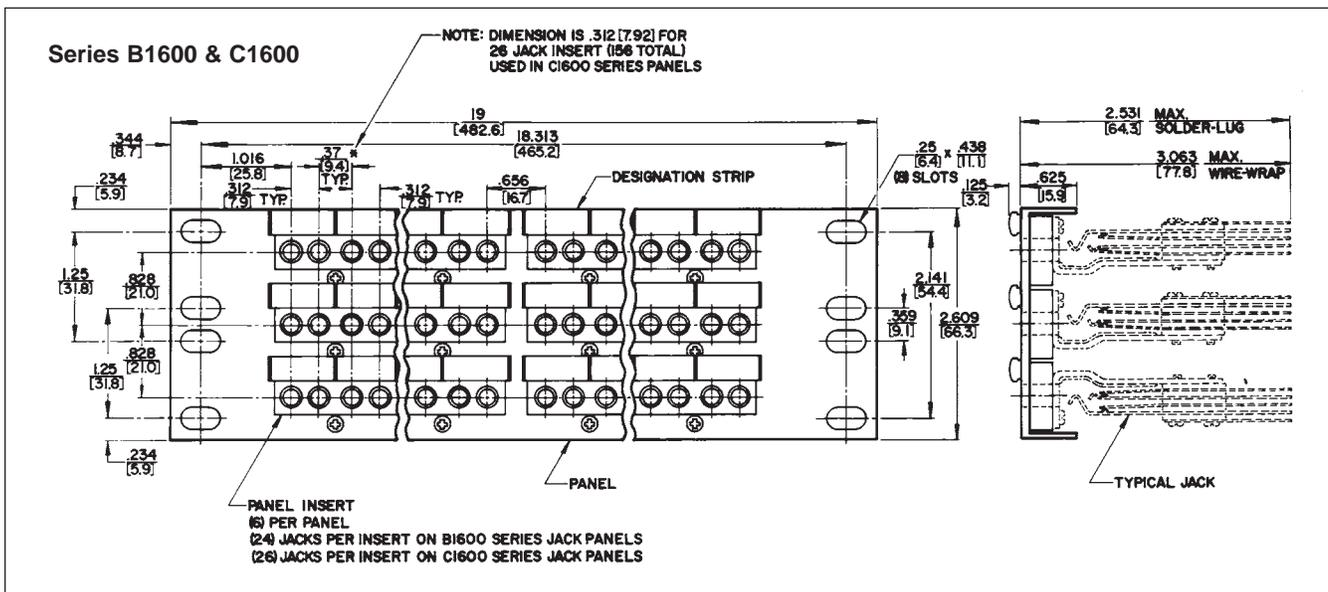 Series B1600 & C1600
NOTE: DIMENSION IS .312 [7.92] FOR
26 JACK INSERT (156 TOTAL)
USED IN C1600 SERIES PANELS
19
[482.6]
18.313
[465.2]
.344
[8.7]
1.016
[25.8]
.37 *
[9.4]
TYP.
.25 x .438
[6.4] [11.1]
(8) SLOTS
2.531 MAX.
[64.3] SOLDER-LUG
3.063 MAX.
[77.8] WIRE-WRAP
.234
[5.9]
.312 TYP.
[7.9]
.312 TYP.
[7.9]
.656
[16.7]
DESIGNATION STRIP
.125
[3.2]
.625
[15.9]
1.25
[31.8]
.828
[21.0]
2.141
[54.4]
.359
[9.1]
2.609
[66.3]
.828
[21.0]
1.25
[31.8]
.234
[5.9]
PANEL
TYPICAL JACK
PANEL INSERT
(6) PER PANEL
(24) JACKS PER INSERT ON B1600 SERIES JACK PANELS
(26) JACKS PER INSERT ON C1600 SERIES JACK PANELS